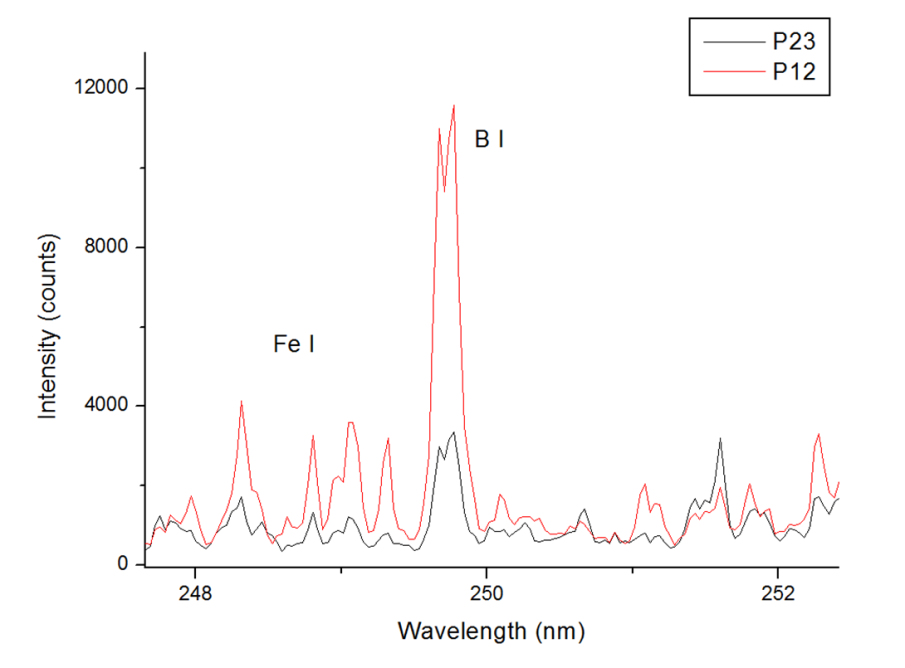 P23
P12
12000
8000
4000
0
Intensity (counts)
B I
Fe I
248
250
252
Wavelength (nm)